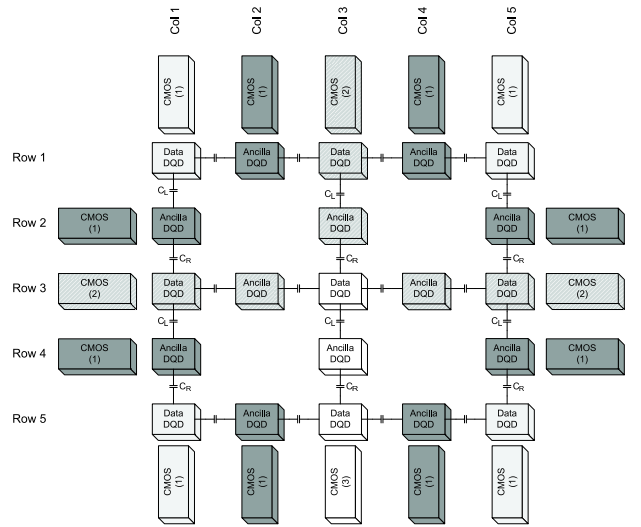 Col 1 Col 2 Col 3 Col 4 Col 5
CMOS (1) CMOS (1) CMOS (2) CMOS (1) CMOS (1)
Row 1
Data DQD Ancilla DQD Data DQD Ancilla DQD Data DQD
CL CL CL
Row 2
CMOS (1) Ancilla DQD Ancilla DQD Ancilla DQD CMOS (1)
CR CR CR
Row 3
CMOS (2) Data DQD Ancilla DQD Data DQD Ancilla DQD Data DQD CMOS (2)
CL CL CL
Row 4
CMOS (1) Ancilla DQD Ancilla DQD Ancilla DQD CMOS (1)
CR CR CR
Row 5
Data DQD Ancilla DQD Data DQD Ancilla DQD Data DQD
CMOS (1) CMOS (1) CMOS (3) CMOS (1) CMOS (1)